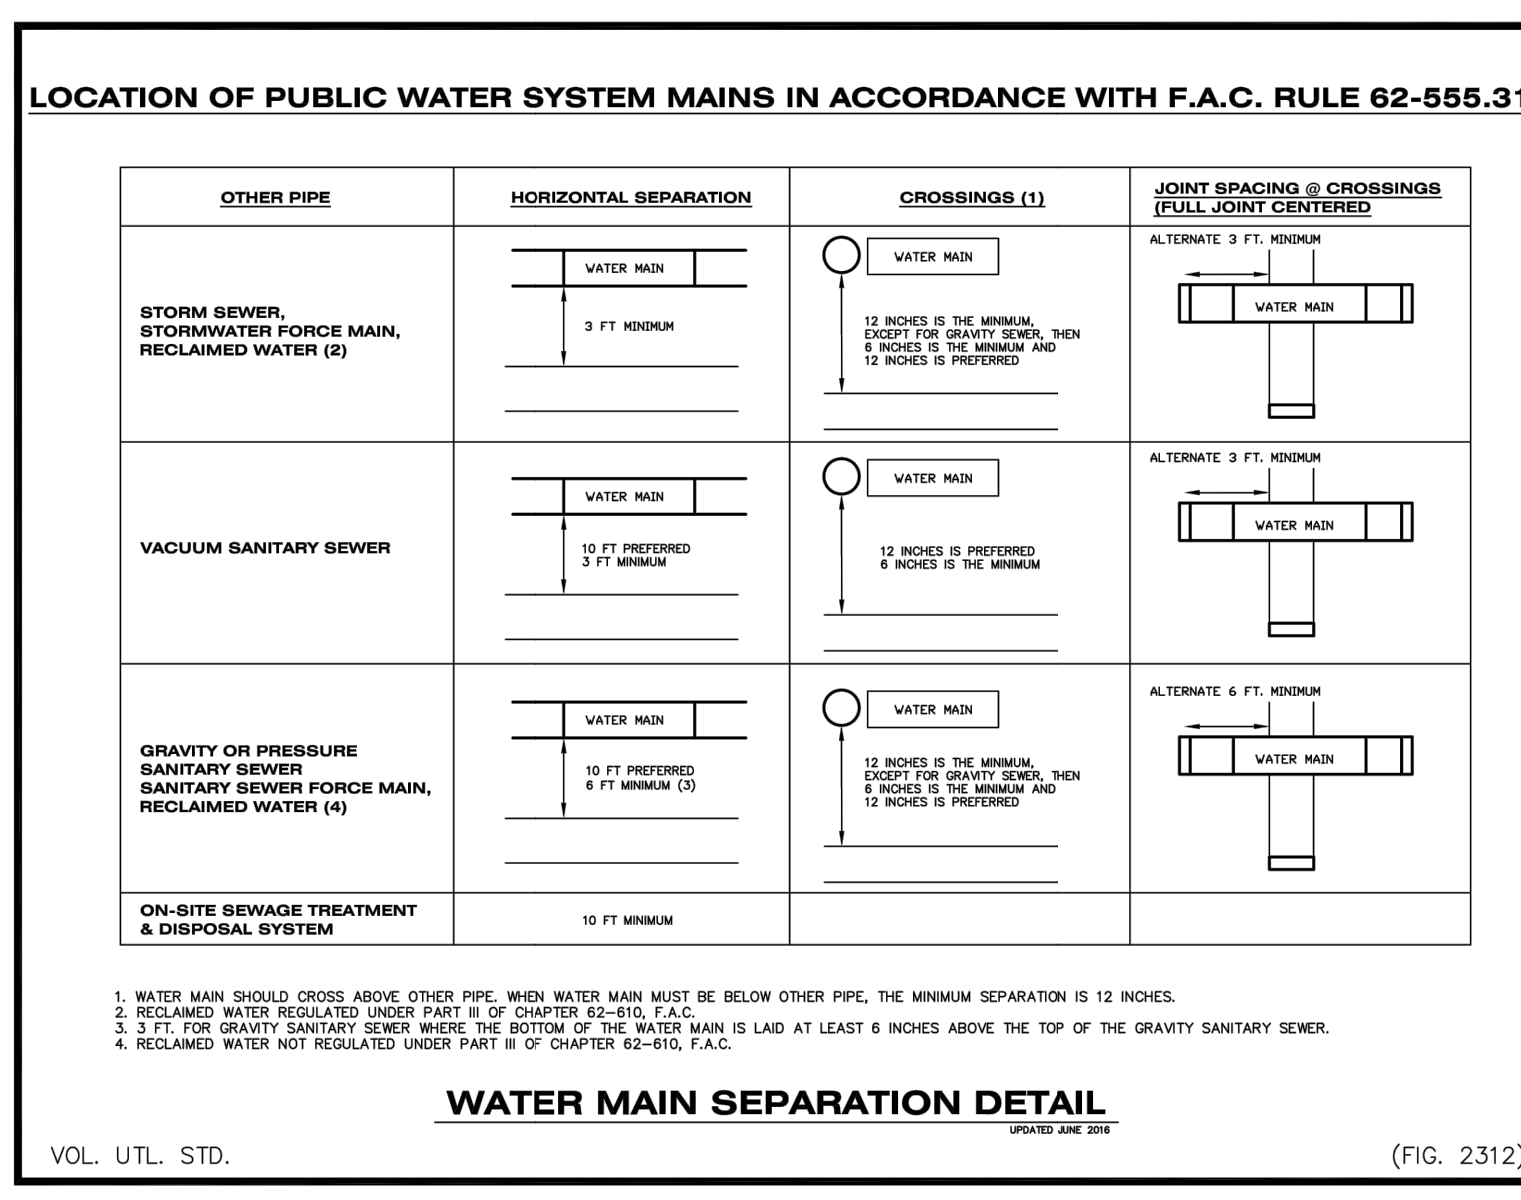 LOCATION OF PUBLIC WATER SYSTEM MAINS IN ACCORDANCE WITH F.A.C. RULE 62-555.31
OTHER PIPE
HORIZONTAL SEPARATION
CROSSINGS (1)
JOINT SPACING @ CROSSINGS
(FULL JOINT CENTERED
STORM SEWER,
STORMWATER FORCE MAIN,
RECLAIMED WATER (2)
WATER MAIN
3 FT MINIMUM
WATER MAIN
12 INCHES IS THE MINIMUM,
EXCEPT FOR GRAVITY SEWER, THEN
6 INCHES IS THE MINIMUM AND
12 INCHES IS PREFERRED
ALTERNATE 3 FT. MINIMUM
WATER MAIN
VACUUM SANITARY SEWER
WATER MAIN
10 FT PREFERRED
3 FT MINIMUM
WATER MAIN
12 INCHES IS PREFERRED
6 INCHES IS THE MINIMUM
ALTERNATE 3 FT. MINIMUM
WATER MAIN
GRAVITY OR PRESSURE
SANITARY SEWER
SANITARY SEWER FORCE MAIN,
RECLAIMED WATER (4)
WATER MAIN
10 FT PREFERRED
6 FT MINIMUM (3)
WATER MAIN
12 INCHES IS THE MINIMUM,
EXCEPT FOR GRAVITY SEWER, THEN
6 INCHES IS THE MINIMUM AND
12 INCHES IS PREFERRED
ALTERNATE 6 FT. MINIMUM
WATER MAIN
ON-SITE SEWAGE TREATMENT
& DISPOSAL SYSTEM
10 FT MINIMUM
1. WATER MAIN SHOULD CROSS ABOVE OTHER PIPE. WHEN WATER MAIN MUST BE BELOW OTHER PIPE, THE MINIMUM SEPARATION IS 12 INCHES.
2. RECLAIMED WATER REGULATED UNDER PART III OF CHAPTER 62-610, F.A.C.
3. 3 FT. FOR GRAVITY SANITARY SEWER WHERE THE BOTTOM OF THE WATER MAIN IS LAID AT LEAST 6 INCHES ABOVE THE TOP OF THE GRAVITY SANITARY SEWER.
4. RECLAIMED WATER NOT REGULATED UNDER PART III OF CHAPTER 62-610, F.A.C.
WATER MAIN SEPARATION DETAIL
UPDATED JUNE 2016
VOL. UTL. STD.
(FIG. 2312)